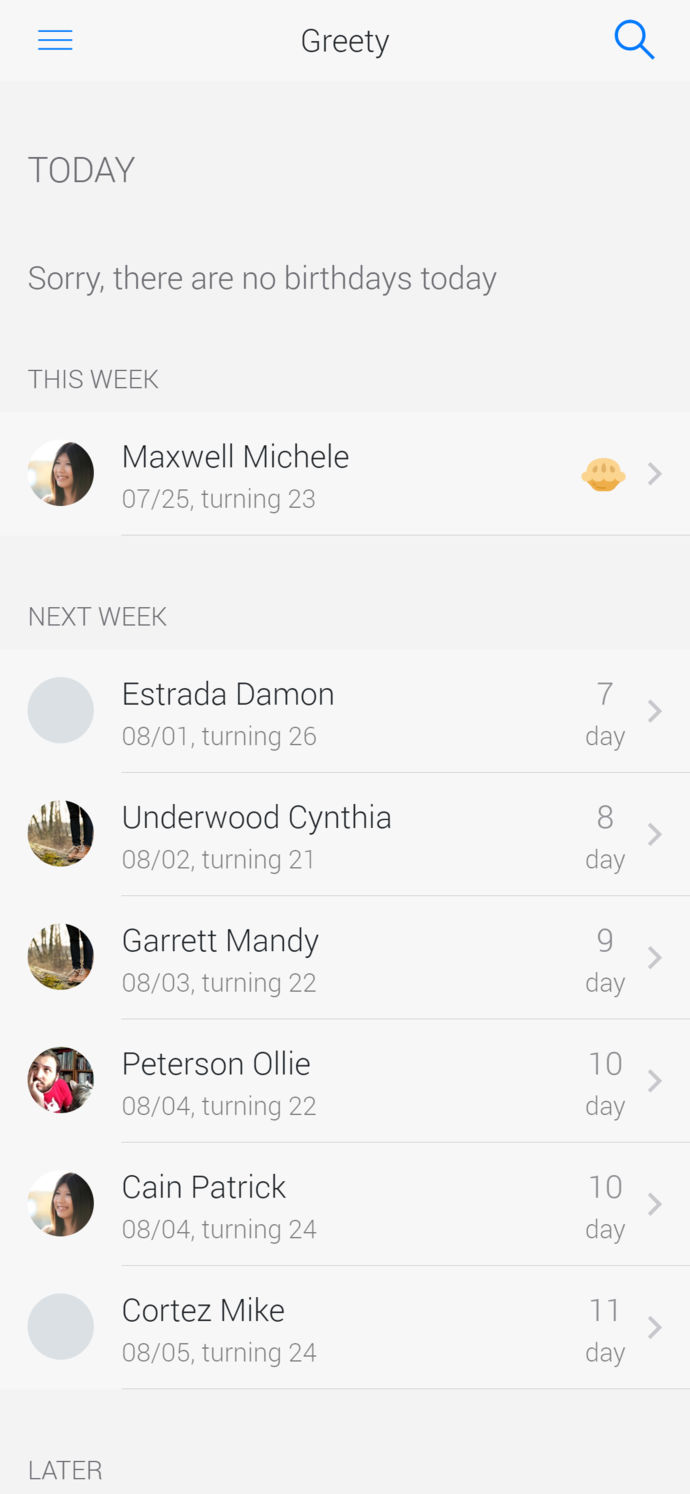 Greety
TODAY
Sorry, there are no birthdays today
THIS WEEK
Maxwell Michele
07/25, turning 23
NEXT WEEK
Estrada Damon
08/01, turning 26
7
day
Underwood Cynthia
08/02, turning 21
8
day
Garrett Mandy
08/03, turning 22
9
day
Peterson Ollie
08/04, turning 22
10
day
Cain Patrick
08/04, turning 24
10
day
Cortez Mike
08/05, turning 24
11
day
LATER